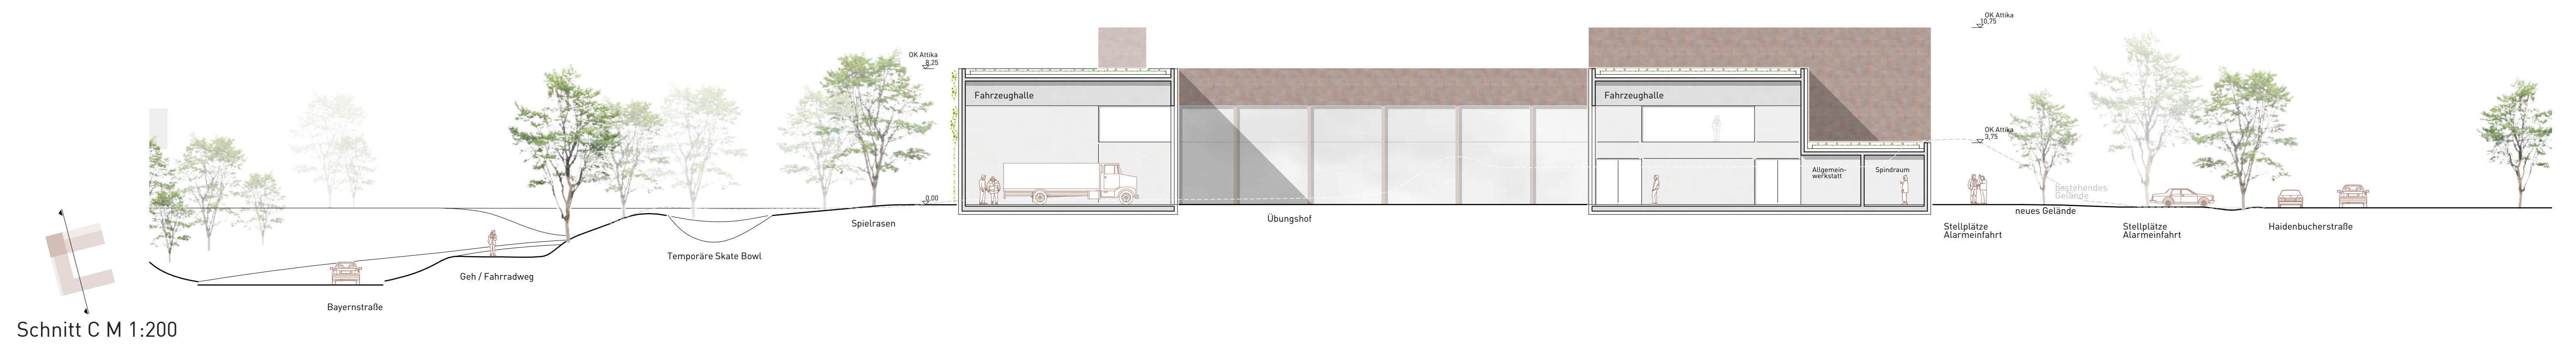 OK Attika
10,75
OK Attika
8,25
Fahrzeughalle
Fahrzeughalle
OK Attika
3,75
Allgemein-
werkstatt
Spindraum
Bestehendes
Gelände
0,00
neues Gelände
Übungshof
Spielrasen
Stellplätze
Alarmeinfahrt
Stellplätze
Alarmeinfahrt
Haidenbucherstraße
Temporäre Skate Bowl
Geh / Fahrradweg
Bayernstraße
Schnitt C M 1:200